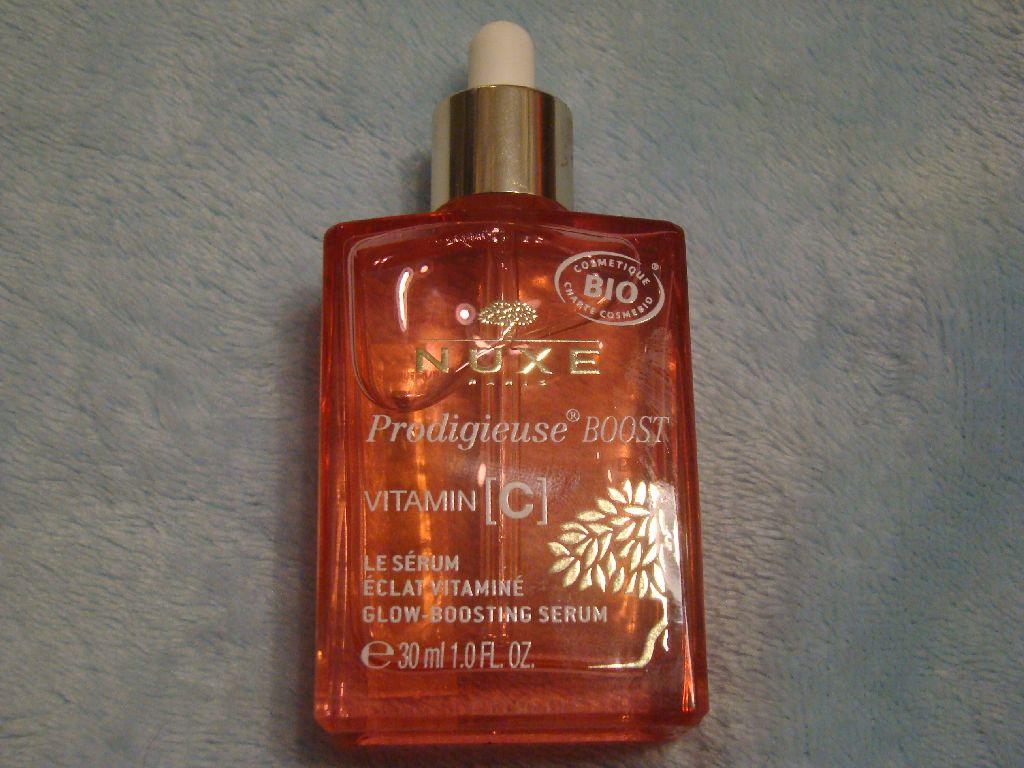 COSMETIQUE
BIO
CHARTE COSMEBIO
®
NUXE
PARIS
Prodigieuse® BOOST
VITAMIN [C]
LE SÉRUM
ÉCLAT VITAMINÉ
GLOW-BOOSTING SERUM
℮ 30 ml 1.0 FL. OZ.